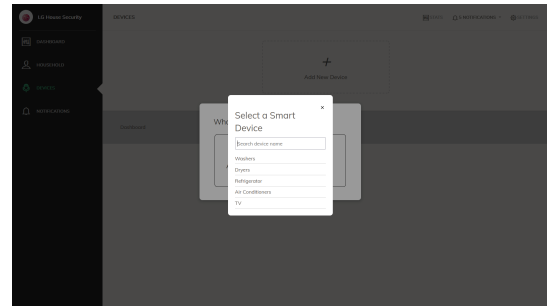 LG House Security
DEVICES
DASHBOARD
HOUSEHOLD
DEVICES
NOTIFICATIONS
Add New Device
Dashboard
Select a Smart
Device
Search device name
Washers
Dryers
Refrigerator
Air Conditioners
TV